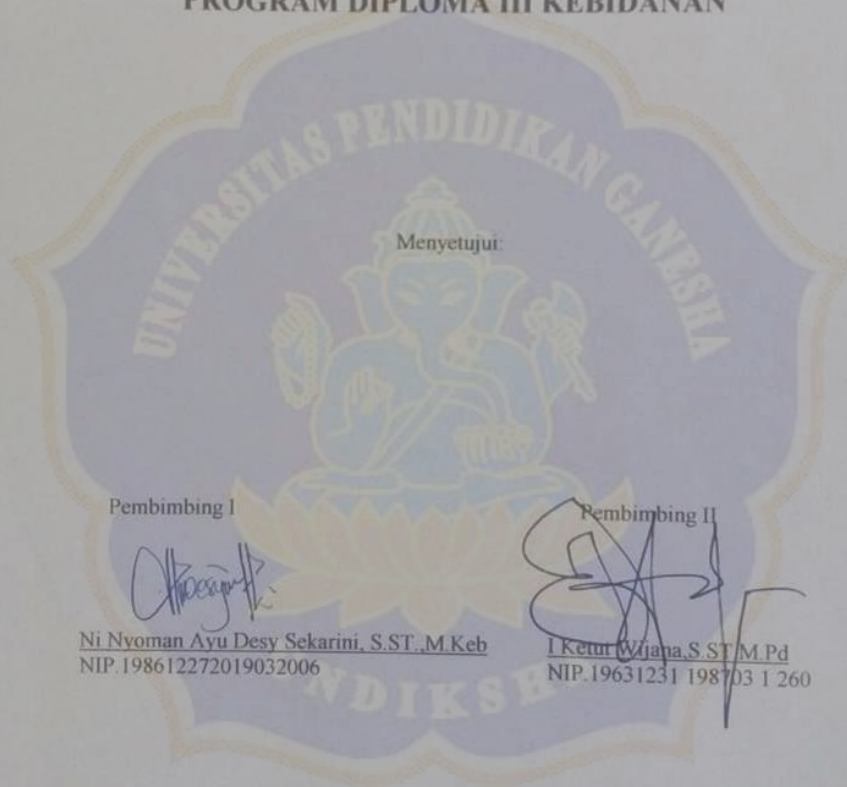 PROGRAM DIPLOMA III KEBIDANAN
UNIVERSITAS PENDIDIKAN GANESHA
Menyetujui:
Pembimbing I
Pembimbing II
Ni Nyoman Ayu Desy Sekarini, S.ST.,M.Keb
NIP.198612272019032006
I Ketut Wijana,S.ST,M.Pd
NIP.19631231 198703 1 260
UNDIKSHA